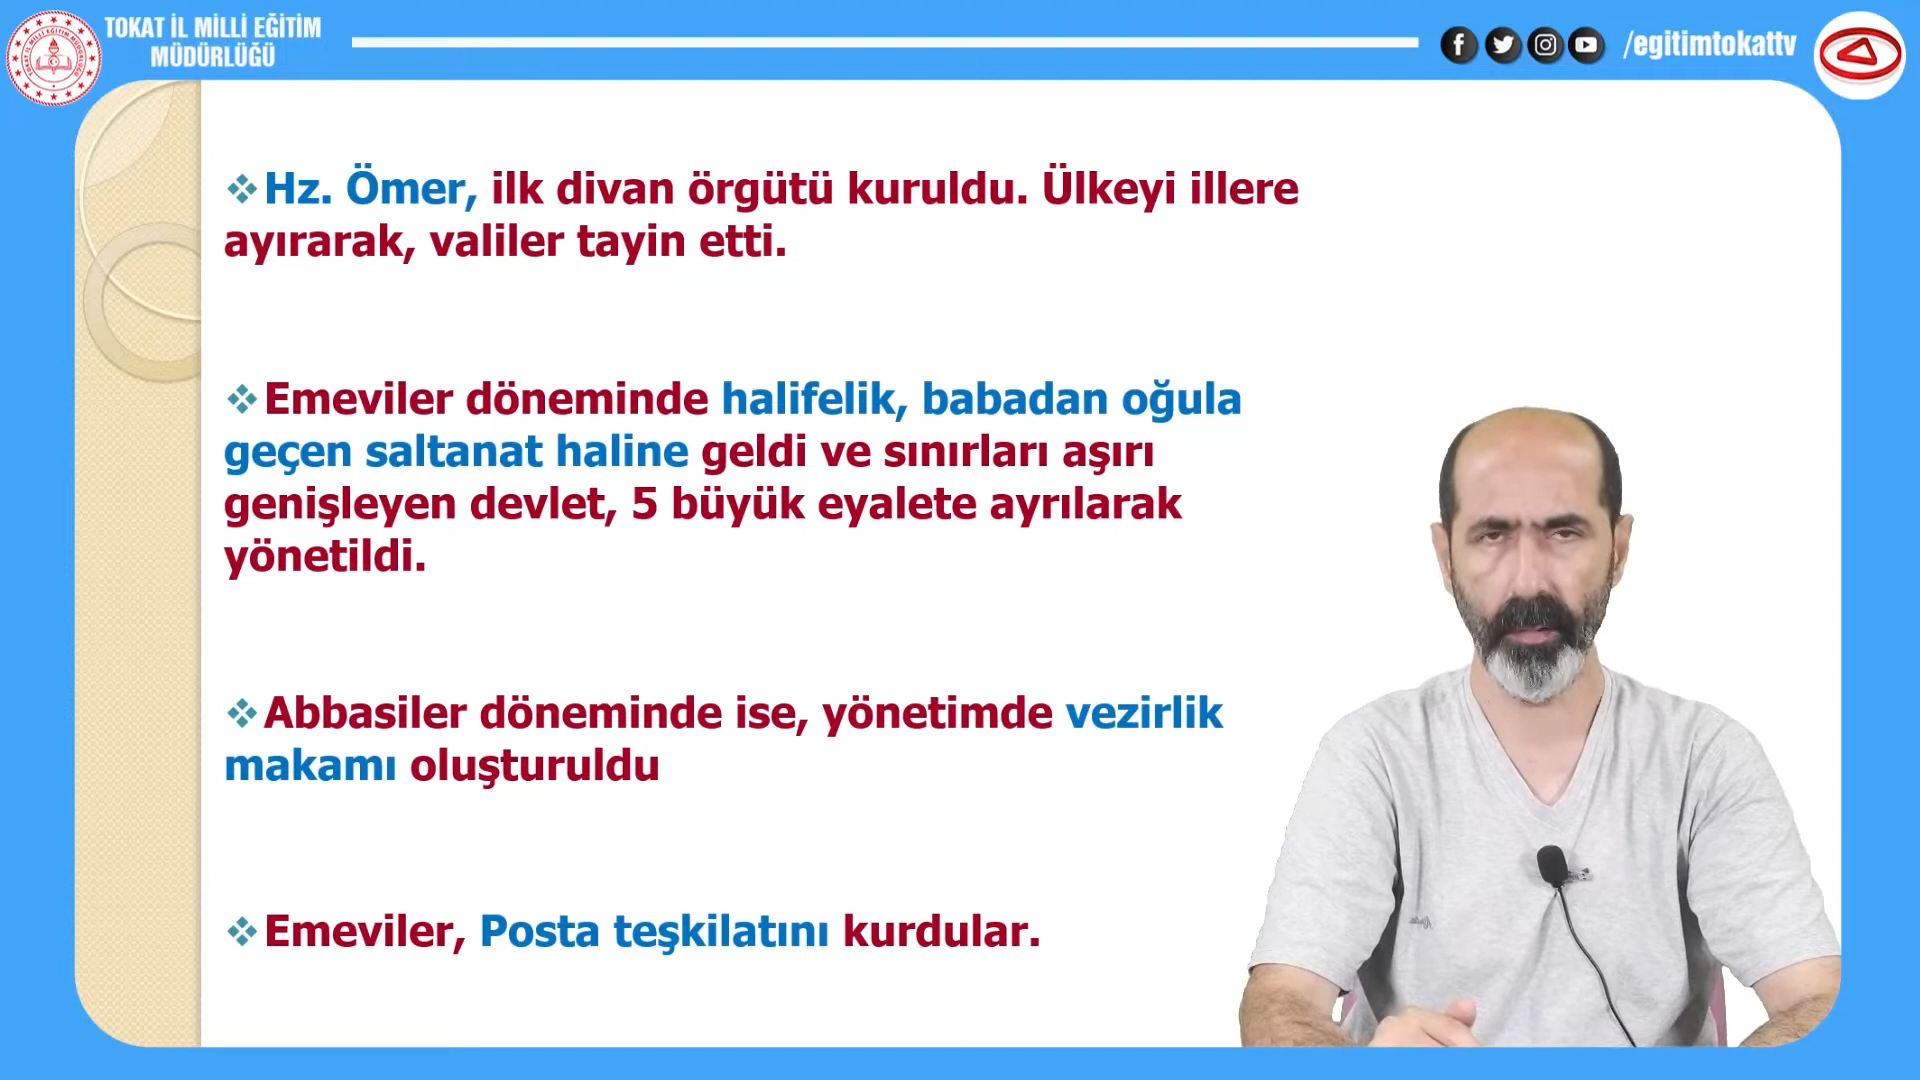 TOKAT İL MİLLİ EĞİTİM
MÜDÜRLÜĞÜ
/egitimtokattv
Hz. Ömer, ilk divan örgütü kuruldu. Ülkeyi illere
ayırarak, valiler tayin etti.
Emeviler döneminde halifelik, babadan oğula
geçen saltanat haline geldi ve sınırları aşırı
genişleyen devlet, 5 büyük eyalete ayrılarak
yönetildi.
Abbasiler döneminde ise, yönetimde vezirlik
makamı oluşturuldu
Emeviler, Posta teşkilatını kurdular.